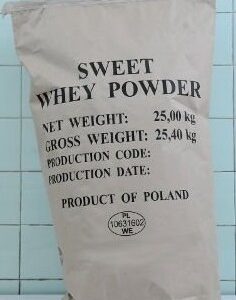 SWEET
WHEY POWDER
NET WEIGHT: 25,00 kg
GROSS WEIGHT: 25,40 kg
PRODUCTION CODE:
PRODUCTION DATE:
PRODUCT OF POLAND
PL
10631602
WE